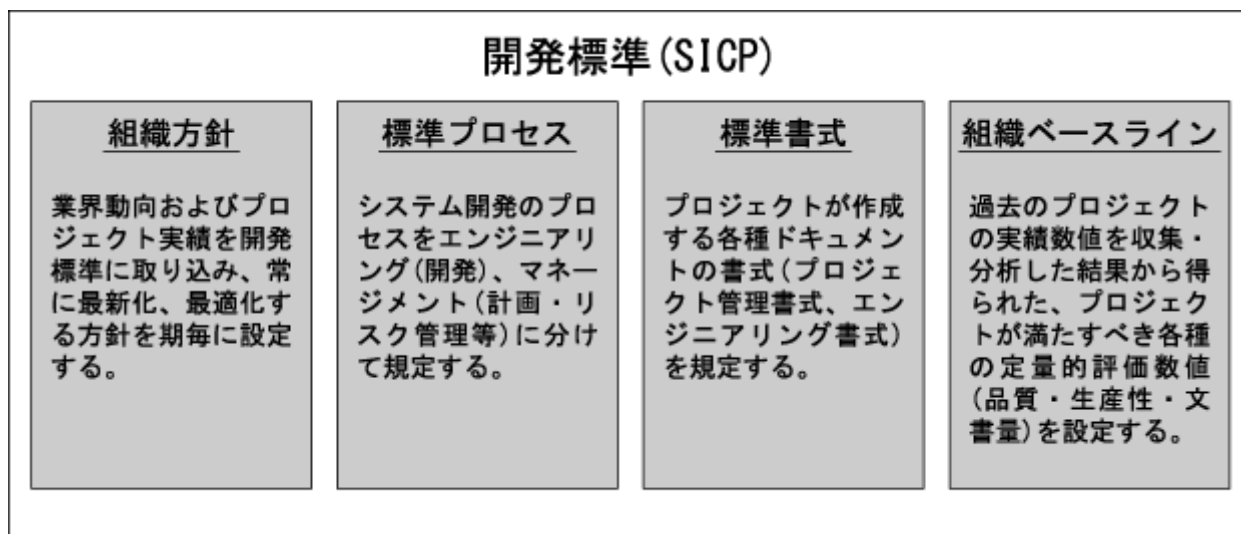 開発標準(SICP)
組織方針
業界動向およびプロ
ジェクト実績を開発
標準に取り込み、常
に最新化、最適化す
る方針を期毎に設定
する。
標準プロセス
システム開発のプロ
セスをエンジニアリ
ング(開発)、マネー
ジメント(計画・リ
スク管理等)に分け
て規定する。
標準書式
プロジェクトが作成
する各種ドキュメン
トの書式(プロジェ
クト管理書式、エン
ジニアリング書式)
を規定する。
組織ベースライン
過去のプロジェクト
の実績数値を収集・
分析した結果から得
られた、プロジェク
トが満たすべき各種
の定量的評価数値
(品質・生産性・文
書量)を設定する。